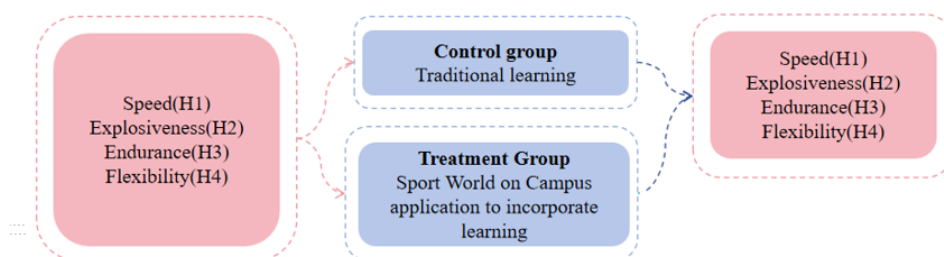 Speed(H1)
Explosiveness(H2)
Endurance(H3)
Flexibility(H4)
Control group
Traditional learning
Treatment Group
Sport World on Campus
application to incorporate
learning
Speed(H1)
Explosiveness(H2)
Endurance(H3)
Flexibility(H4)